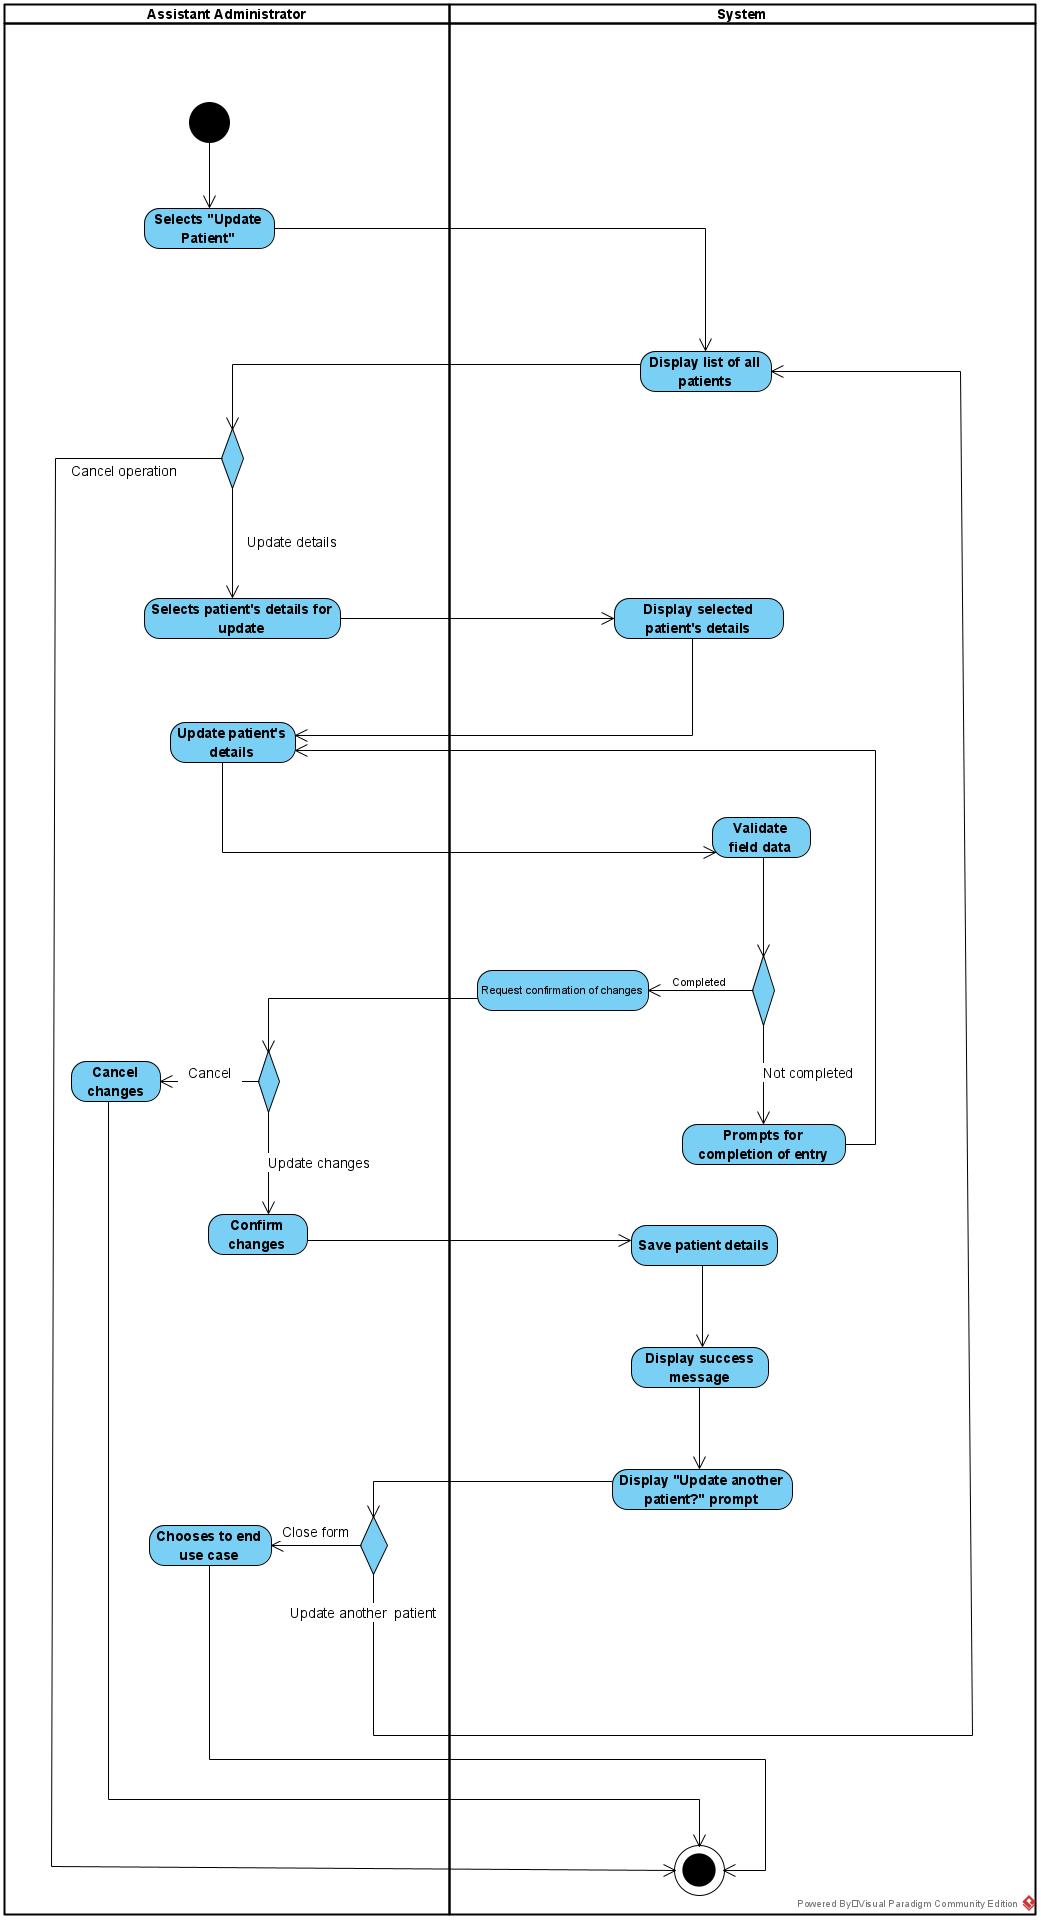 Assistant Administrator
System
Selects "Update
Patient"
Display list of all
patients
Cancel operation
Update details
Selects patient's details for
update
Display selected
patient's details
Update patient's
details
Validate
field data
Request confirmation of changes
Completed
Cancel
changes
Cancel
Not completed
Prompts for
completion of entry
Update changes
Confirm
changes
Save patient details
Display success
message
Display "Update another
patient?" prompt
Chooses to end
use case
Close form
Update another patient
Powered By Visual Paradigm Community Edition